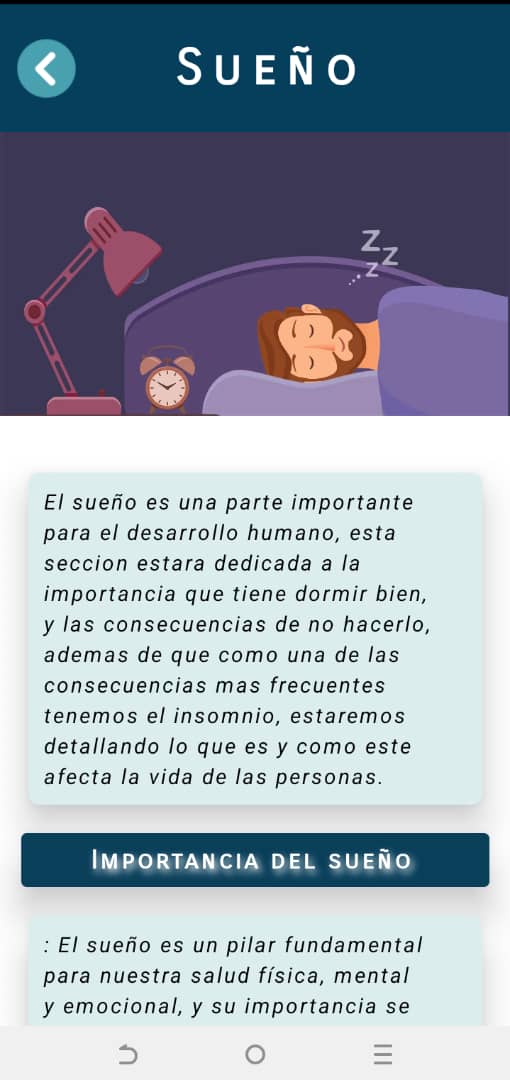 SUEÑO
Z
Z
Z
El sueño es una parte importante
para el desarrollo humano, esta
seccion estara dedicada a la
importancia que tiene dormir bien,
y las consecuencias de no hacerlo,
ademas de que como una de las
consecuencias mas frecuentes
tenemos el insomnio, estaremos
detallando lo que es y como este
afecta la vida de las personas.
IMPORTANCIA DEL SUEÑO
: El sueño es un pilar fundamental
para nuestra salud física, mental
y emocional, y su importancia se